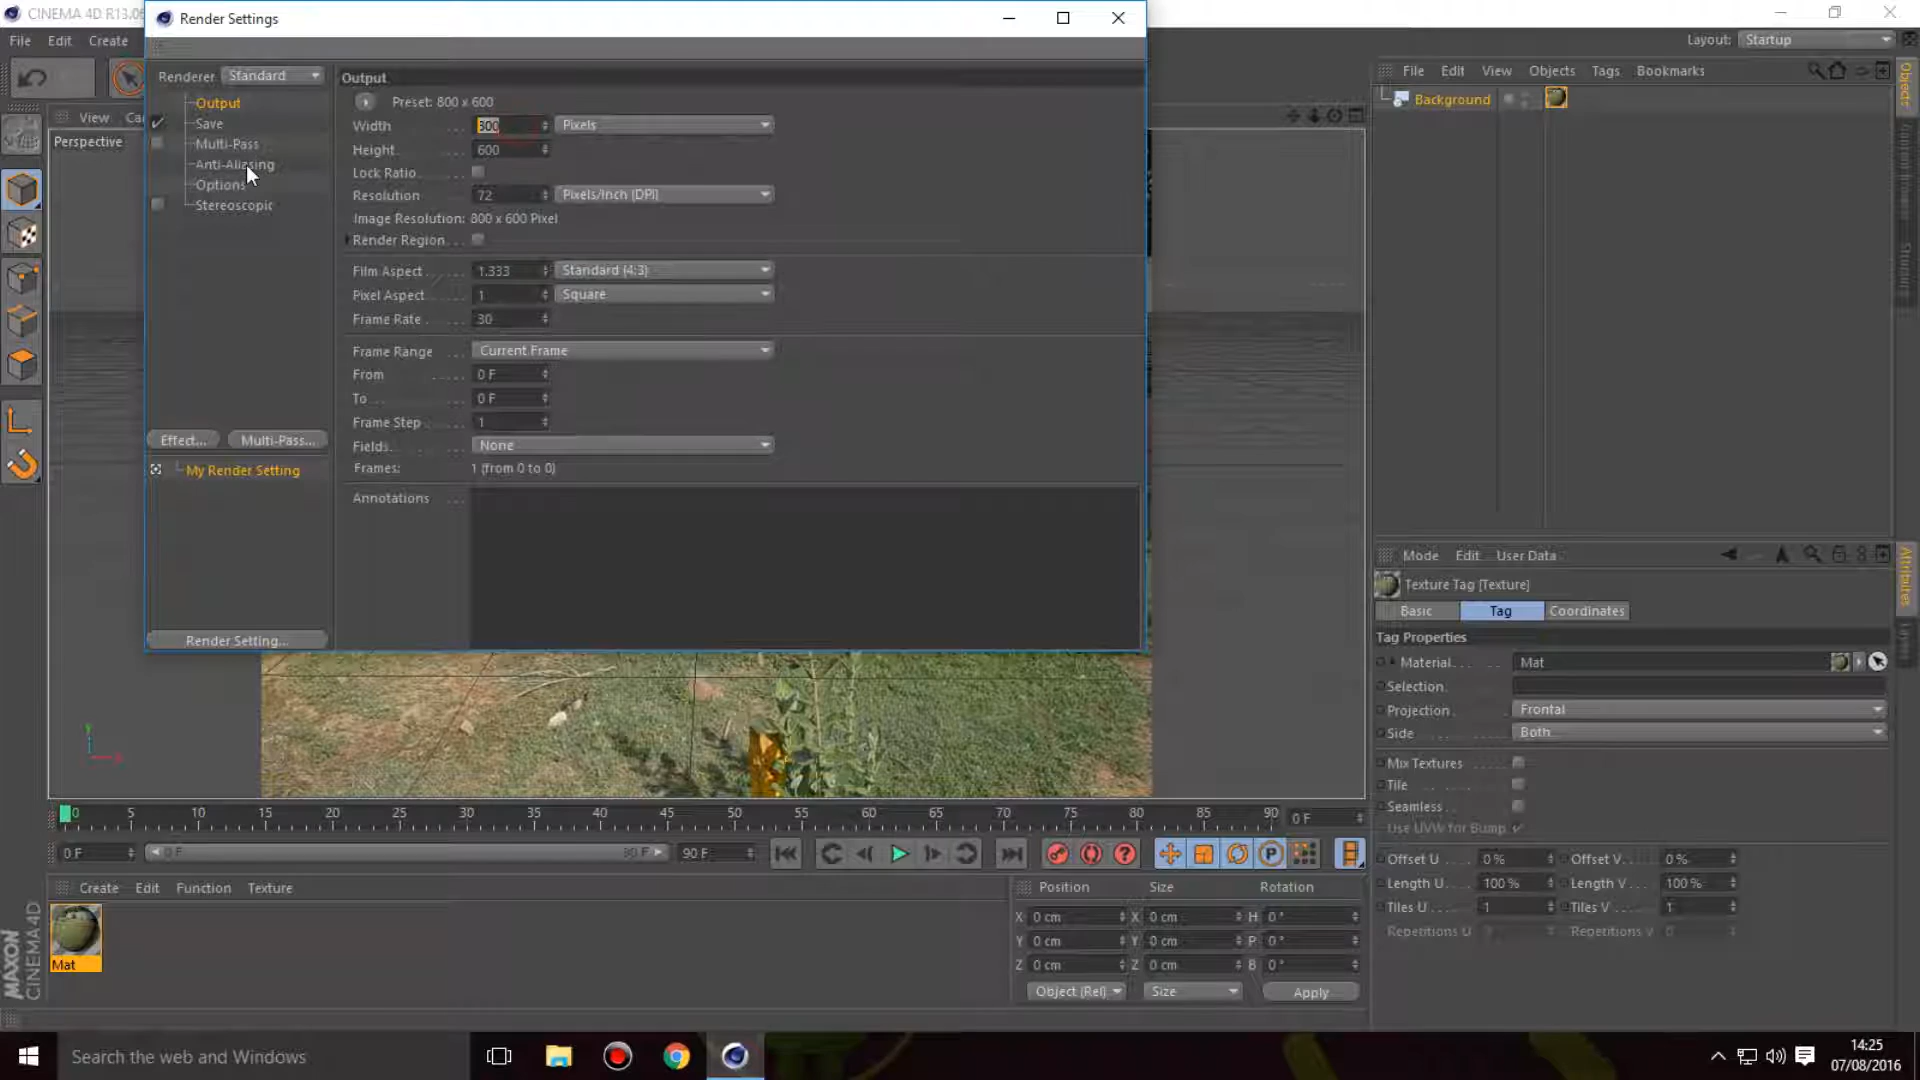 CINEMA 4D R13.06
Render Settings
File Edit Create
Layout: Startup
Renderer Standard
Output
Save
Multi-Pass
Anti-Aliasing
Options
Stereoscopic
Effect... Multi-Pass...
My Render Setting
Render Setting...
Output
Preset: 800 x 600
Width 800 Pixels
Height 600
Lock Ratio
Resolution 72 Pixels/Inch (DPI)
Image Resolution: 800 x 600 Pixel
Render Region
Film Aspect 1.333 Standard (4:3)
Pixel Aspect 1 Square
Frame Rate 30
Frame Range Current Frame
From 0 F
To 0 F
Frame Step 1
Fields None
Frames: 1 (from 0 to 0)
Annotations
View Ca
Perspective
File Edit View Objects Tags Bookmarks
Background
Objects
Structure
Mode Edit User Data
Texture Tag [Texture]
Basic Tag Coordinates
Tag Properties
Material Mat
Selection
Projection Frontal
Side Both
Mix Textures
Tile
Seamless
Use UVW for Bump
Offset U 0 % Offset V 0 %
Length U 100 % Length V 100 %
Tiles U 1 Tiles V 1
Repetitions U 0 Repetitions V 0
Attributes
Layers
0 5 10 15 20 25 30 35 40 45 50 55 60 65 70 75 80 85 90 0 F
0 F 0 F 90 F 90 F
Create Edit Function Texture
Mat
Position Size Rotation
X 0 cm X 0 cm H 0 °
Y 0 cm Y 0 cm P 0 °
Z 0 cm Z 0 cm B 0 °
Object (Rel) Size Apply
MAXON
CINEMA 4D
Search the web and Windows
14:25
07/08/2016